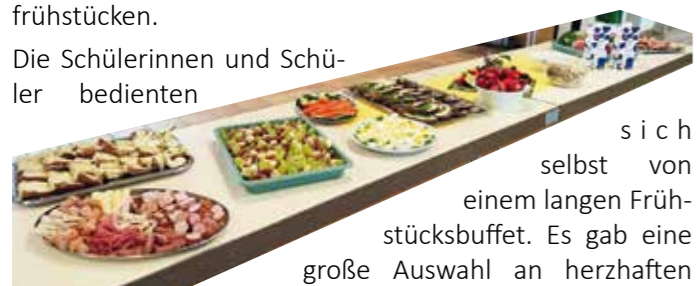 frühstücken.
Die Schülerinnen und Schü-
ler bedienten
sich
selbst von
einem langen Früh-
stücksbuffet. Es gab eine
große Auswahl an herzhaften